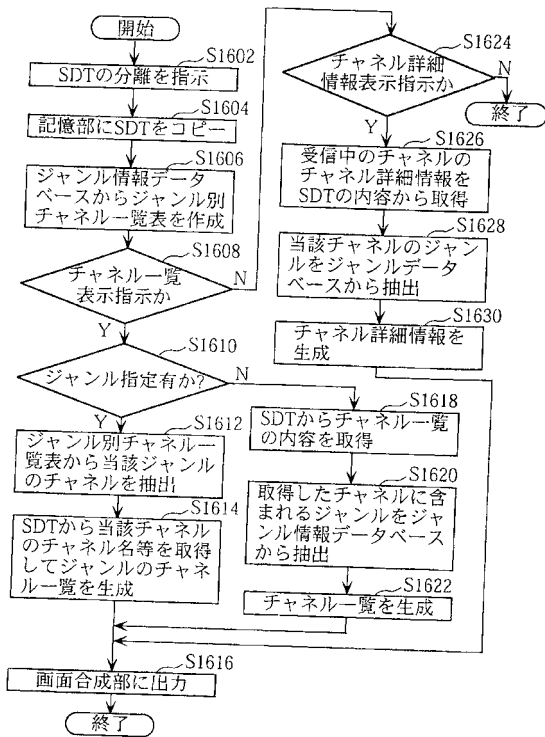 開始
S1602
SDTの分離を指示
S1604
記憶部にSDTをコピー
S1606
ジャンル情報データ
ベースからジャンル別
チャネル一覧表を作成
S1608
チャネル一覧
表示指示か
N
Y
S1610
ジャンル指定有か?
N
Y
S1612
ジャンル別チャネル一
覧表から当該ジャンル
のチャネルを抽出
S1614
SDTから当該チャネル
のチャネル名等を取得
してジャンルのチャネ
ル一覧を生成
S1616
画面合成部に出力
終了
S1618
SDTからチャネル一覧
の内容を取得
S1620
取得したチャネルに含
まれるジャンルをジャ
ンル情報データベース
から抽出
S1622
チャネル一覧を生成
S1624
チャネル詳細
情報表示指示か
N
終了
Y
S1626
受信中のチャネルの
チャネル詳細情報を
SDTの内容から取得
S1628
当該チャネルのジャン
ルをジャンルデータ
ベースから抽出
S1630
チャネル詳細情報を
生成